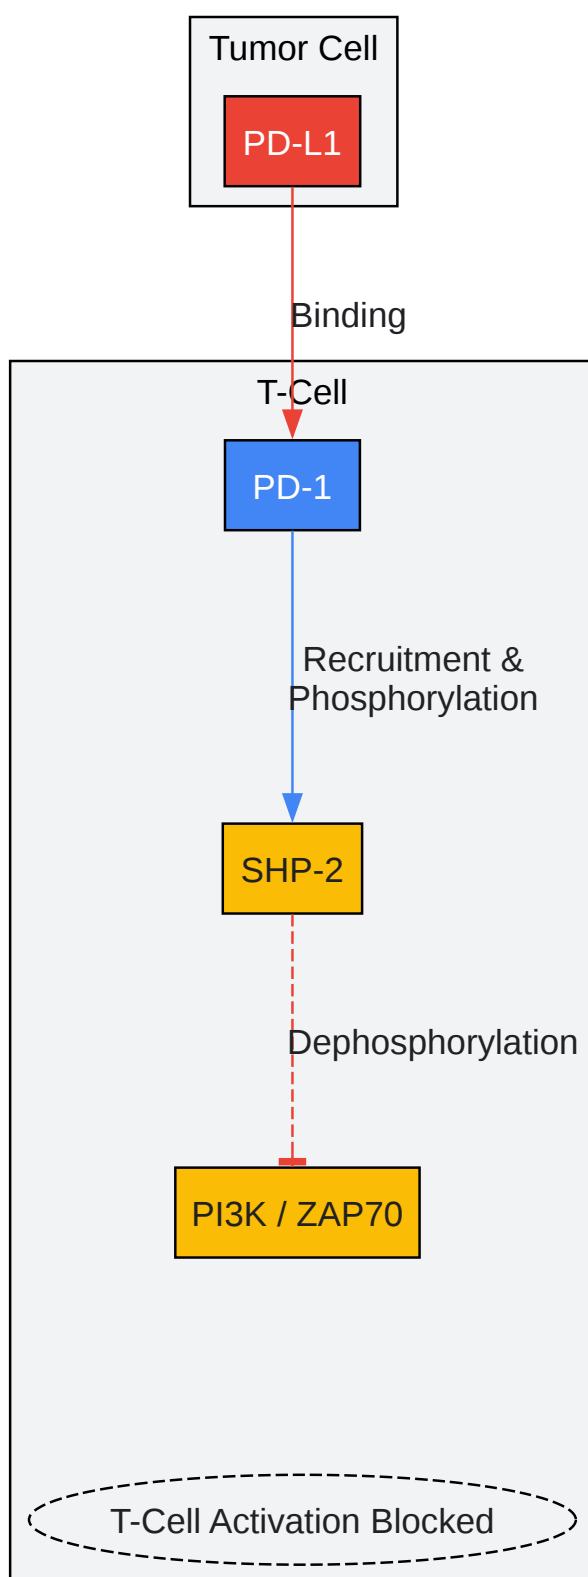 Tumor Cell
PD-L1
Binding
T-Cell
PD-1
Recruitment &
Phosphorylation
SHP-2
Dephosphorylation
PI3K / ZAP70
T-Cell Activation Blocked